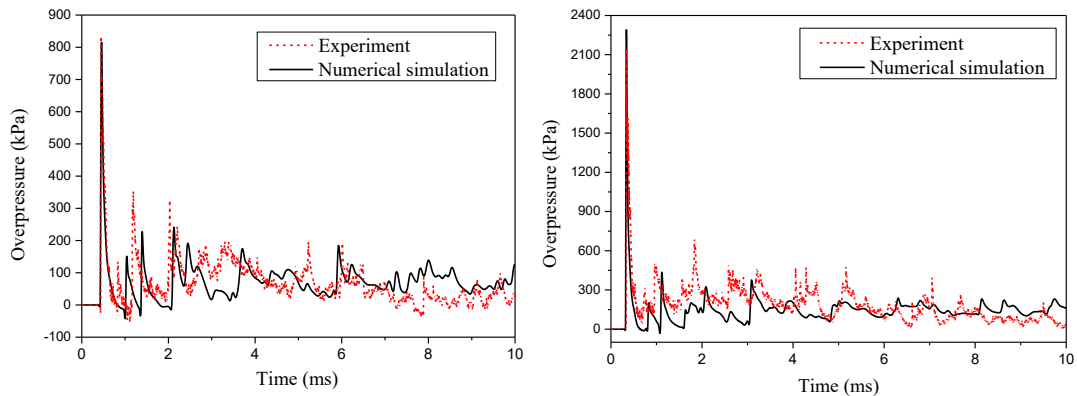 900
800
700
600
500
400
300
200
100
0
-100
0 2 4 6 8 10
Overpressure (kPa)
Time (ms)
Experiment
Numerical simulation
2400
2100
1800
1500
1200
900
600
300
0
0 2 4 6 8 10
Overpressure (kPa)
Time (ms)
Experiment
Numerical simulation